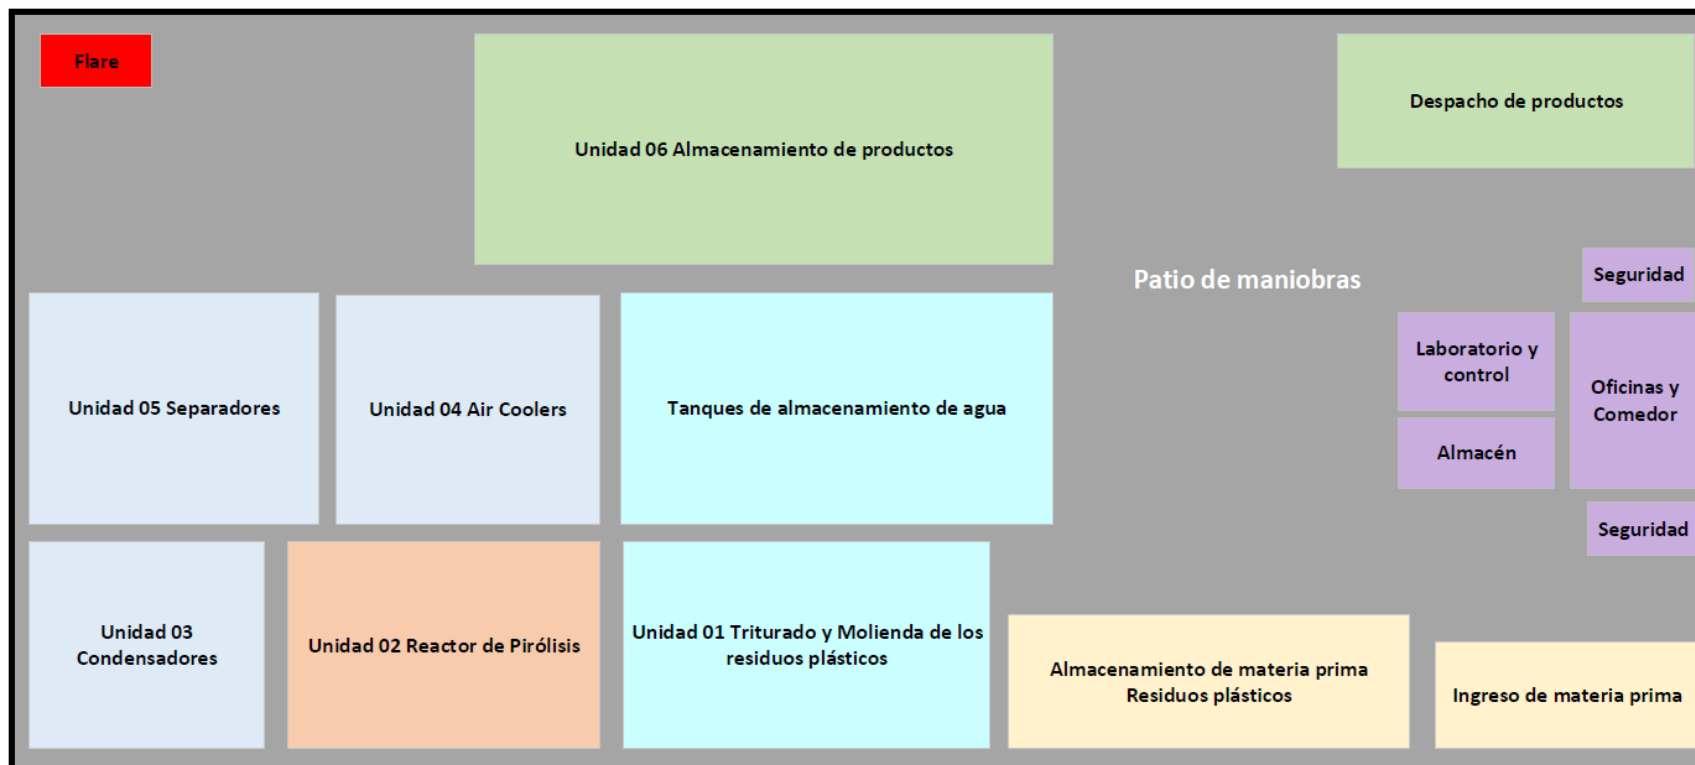 Flare
Unidad 06 Almacenamiento de productos
Despacho de productos
Patio de maniobras
Seguridad
Unidad 05 Separadores
Unidad 04 Air Coolers
Tanques de almacenamiento de agua
Laboratorio y
control
Oficinas y
Comedor
Almacén
Seguridad
Unidad 03
Condensadores
Unidad 02 Reactor de Pirólisis
Unidad 01 Triturado y Molienda de los
residuos plásticos
Almacenamiento de materia prima
Residuos plásticos
Ingreso de materia prima